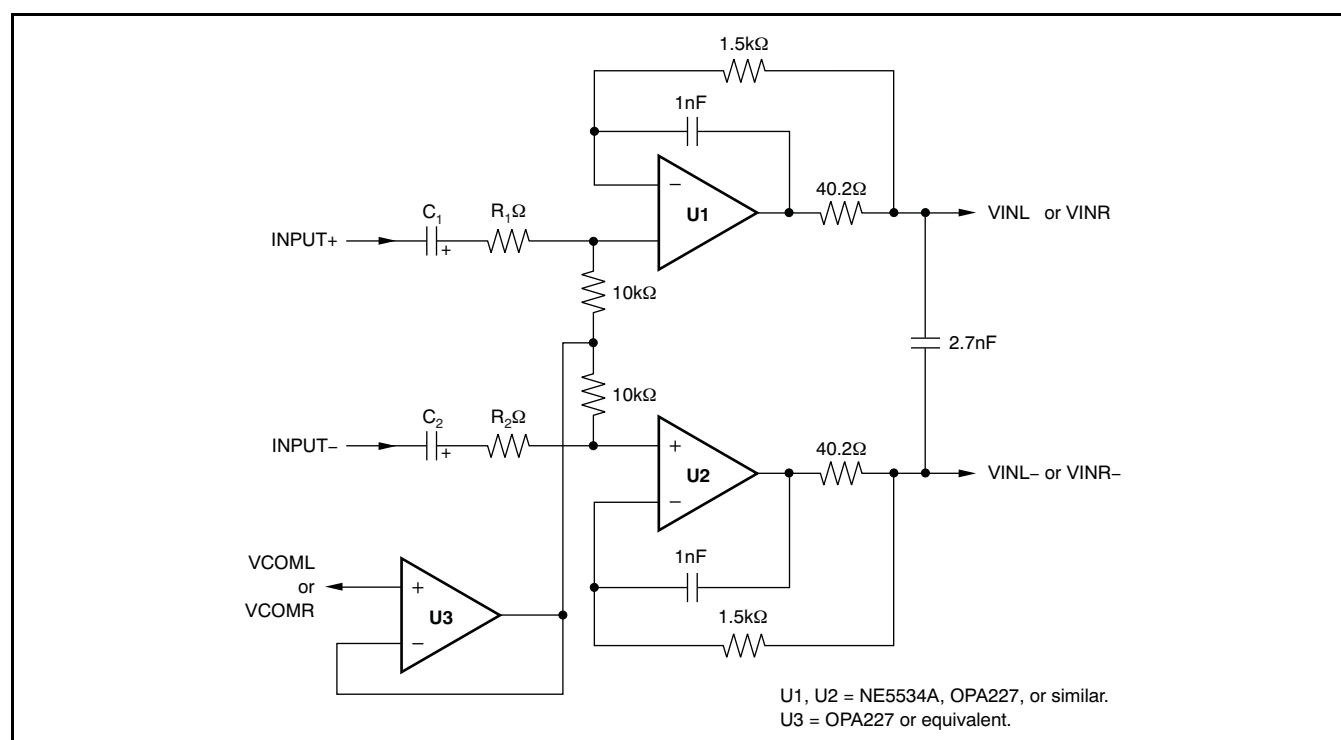 1.5kΩ
1nF
−
U1
40.2Ω
VINL or VINR
C1
+
R1Ω
INPUT+
10kΩ
2.7nF
10kΩ
C2
+
R2Ω
INPUT−
+
U2
−
40.2Ω
VINL− or VINR−
1nF
1.5kΩ
VCOML
or
VCOMR
+
U3
−
U1, U2 = NE5534A, OPA227, or similar.
U3 = OPA227 or equivalent.